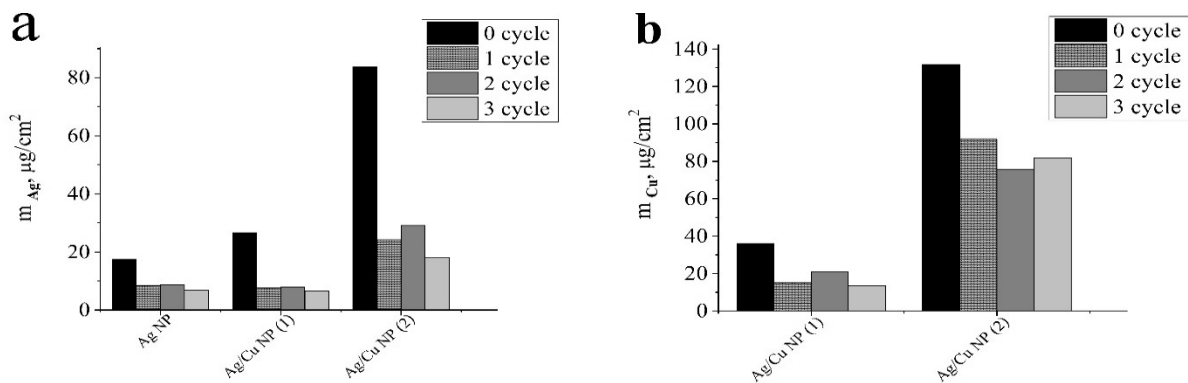 a
0 cycle
1 cycle
2 cycle
3 cycle
m Ag, µg/cm²
80
60
40
20
0
Ag NP
Ag/Cu NP (1)
Ag/Cu NP (2)
b
0 cycle
1 cycle
2 cycle
3 cycle
m Cu, µg/cm²
140
120
100
80
60
40
20
0
Ag/Cu NP (1)
Ag/Cu NP (2)